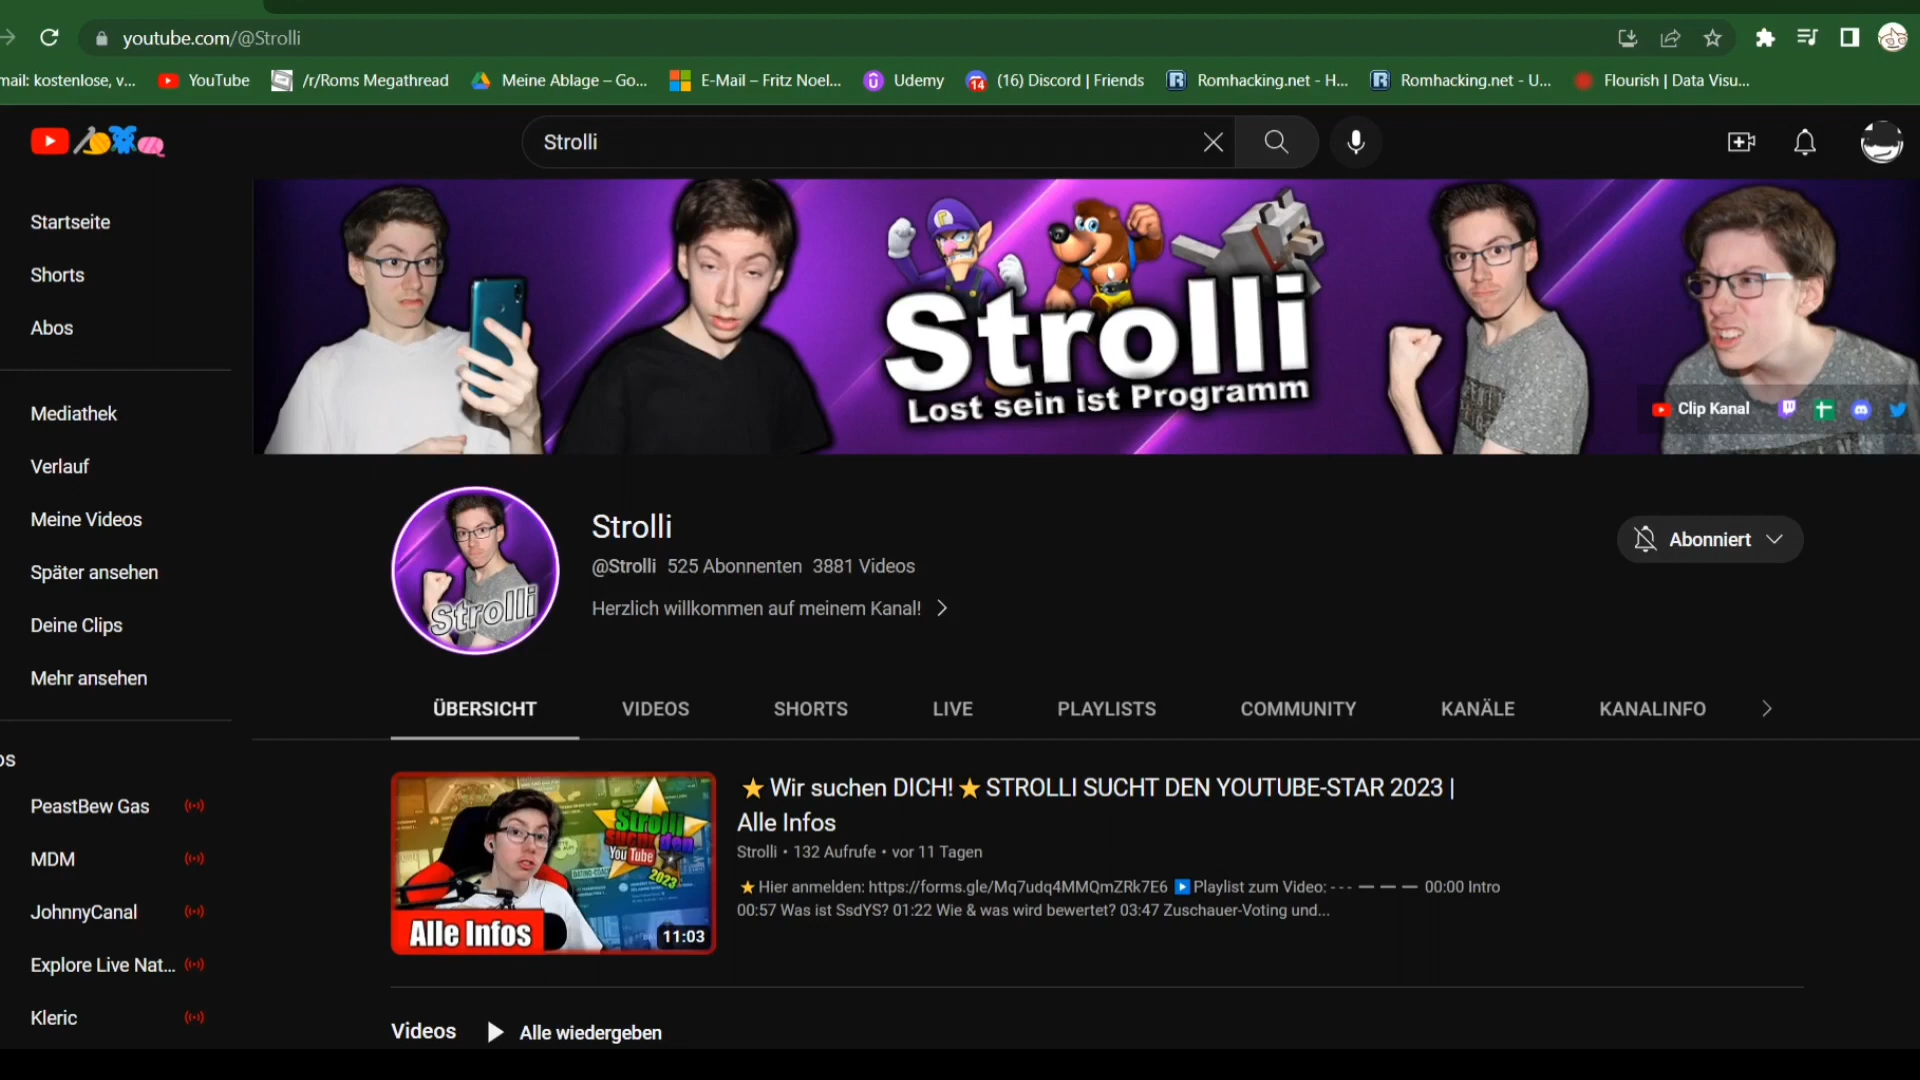 youtube.com/@Strolli
mail: kostenlose, v...
YouTube
/r/Roms Megathread
Meine Ablage – Go...
E-Mail – Fritz Noel...
Udemy
14
(16) Discord | Friends
Romhacking.net - H...
Romhacking.net - U...
Flourish | Data Visu...
Strolli
Startseite
Shorts
Abos
Mediathek
Verlauf
Meine Videos
Später ansehen
Deine Clips
Mehr ansehen
os
PeastBew Gas
MDM
JohnnyCanal
Explore Live Nat...
Kleric
Strolli
Lost sein ist Programm
Clip Kanal
Strolli
Strolli
@Strolli 525 Abonnenten 3881 Videos
Herzlich willkommen auf meinem Kanal!
Abonniert
ÜBERSICHT
VIDEOS
SHORTS
LIVE
PLAYLISTS
COMMUNITY
KANÄLE
KANALINFO
Strolli
sucht den
YouTube
2023
Alle Infos
11:03
⭐Wir suchen DICH!⭐STROLLI SUCHT DEN YOUTUBE-STAR 2023 |
Alle Infos
Strolli • 132 Aufrufe • vor 11 Tagen
⭐Hier anmelden: https://forms.gle/Mq7udq4MMQmZRk7E6 ▶️Playlist zum Video: - - - — — — 00:00 Intro
00:57 Was ist SsdYS? 01:22 Wie & was wird bewertet? 03:47 Zuschauer-Voting und...
Videos
Alle wiedergeben